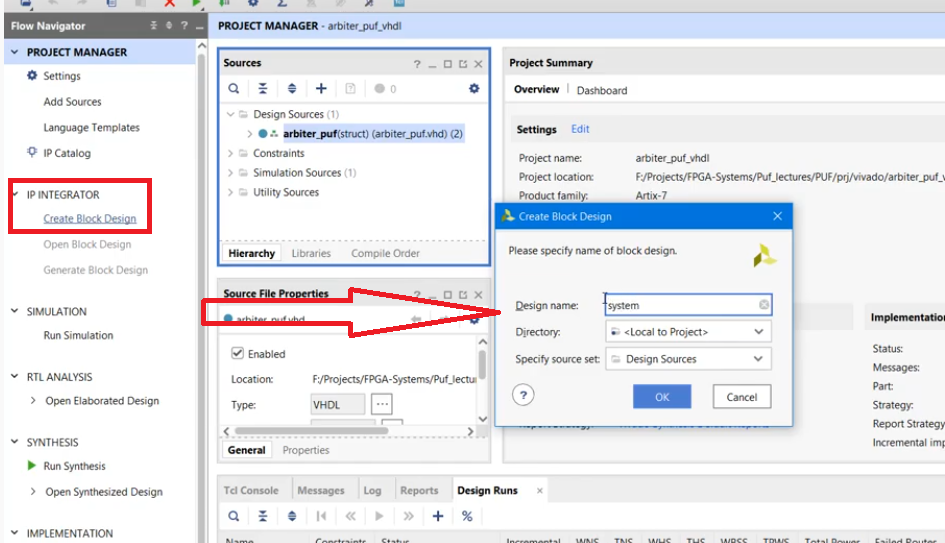 Flow Navigator
PROJECT MANAGER - arbiter_puf_vhdl
PROJECT MANAGER
Settings
Add Sources
Language Templates
IP Catalog
IP INTEGRATOR
Create Block Design
Open Block Design
Generate Block Design
SIMULATION
Run Simulation
RTL ANALYSIS
Open Elaborated Design
SYNTHESIS
Run Synthesis
Open Synthesized Design
IMPLEMENTATION
Sources
0
Design Sources (1)
arbiter_puf(struct) (arbiter_puf.vhd) (2)
Constraints
Simulation Sources (1)
Utility Sources
Hierarchy Libraries Compile Order
Source File Properties
arbiter_puf.vhd
Enabled
Location: F:/Projects/FPGA-Systems/Puf_lectur
Type: VHDL
General Properties
Project Summary
Overview Dashboard
Settings Edit
Project name: arbiter_puf_vhdl
Project location: F:/Projects/FPGA-Systems/Puf_lectures/PUF/prj/vivado/arbiter_puf_v
Product family: Artix-7
Create Block Design
Please specify name of block design.
Design name: system
Directory: <Local to Project>
Specify source set: Design Sources
? OK Cancel
Implementation
Status:
Messages:
Part:
Strategy:
Report Strategy
Incremental imp
Tcl Console Messages Log Reports Design Runs
Name Constraints Status Incremental WNS TNS WHS THS WBSS TPWS Total Power Failed Routes